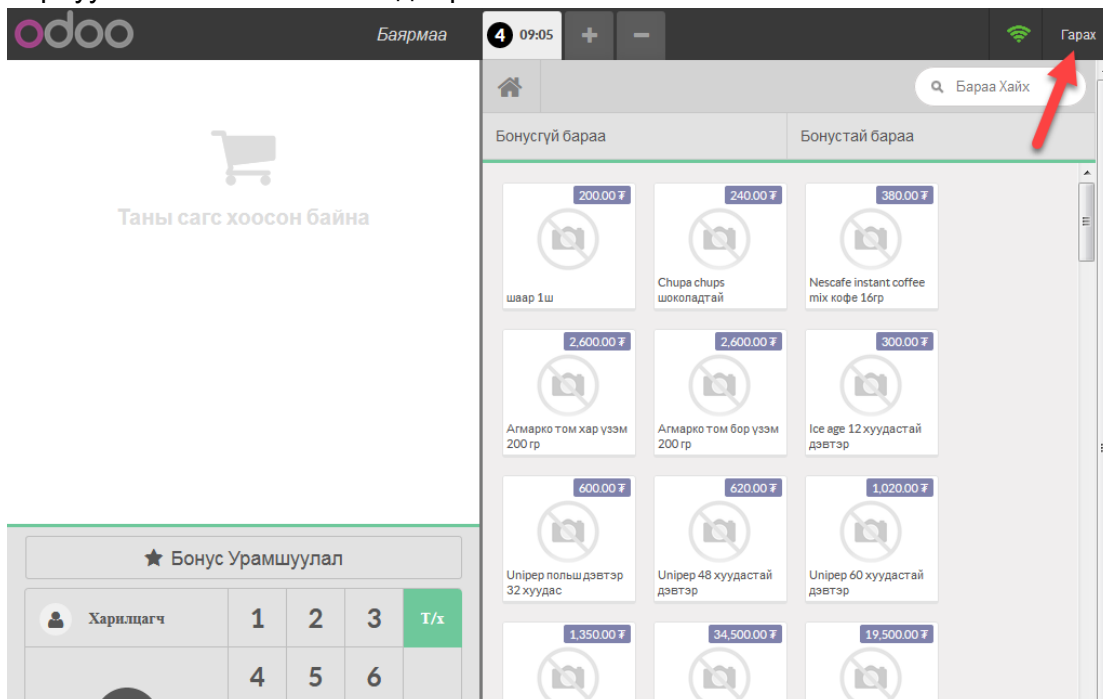 odoo
Баярмаа
4 09:05
Гарах
Бараа Хайх
Бонусгүй бараа
Бонустай бараа
Таны сагс хоосон байна
200.00 ₮
шаар 1ш
240.00 ₮
Chupa chups
шоколадтай
380.00 ₮
Nescafe instant coffee
mix кофе 16гр
2,600.00 ₮
Агмарко том хар үзэм
200 гр
2,600.00 ₮
Агмарко том бор үзэм
200 гр
300.00 ₮
Ice age 12 хуудастай
дэвтэр
600.00 ₮
Unipep польш дэвтэр
32 хуудас
620.00 ₮
Unipep 48 хуудастай
дэвтэр
1,020.00 ₮
Unipep 60 хуудастай
дэвтэр
1,350.00 ₮
34,500.00 ₮
19,500.00 ₮
Бонус Урамшуулал
Харилцагч
1 2 3 Т/х
4 5 6